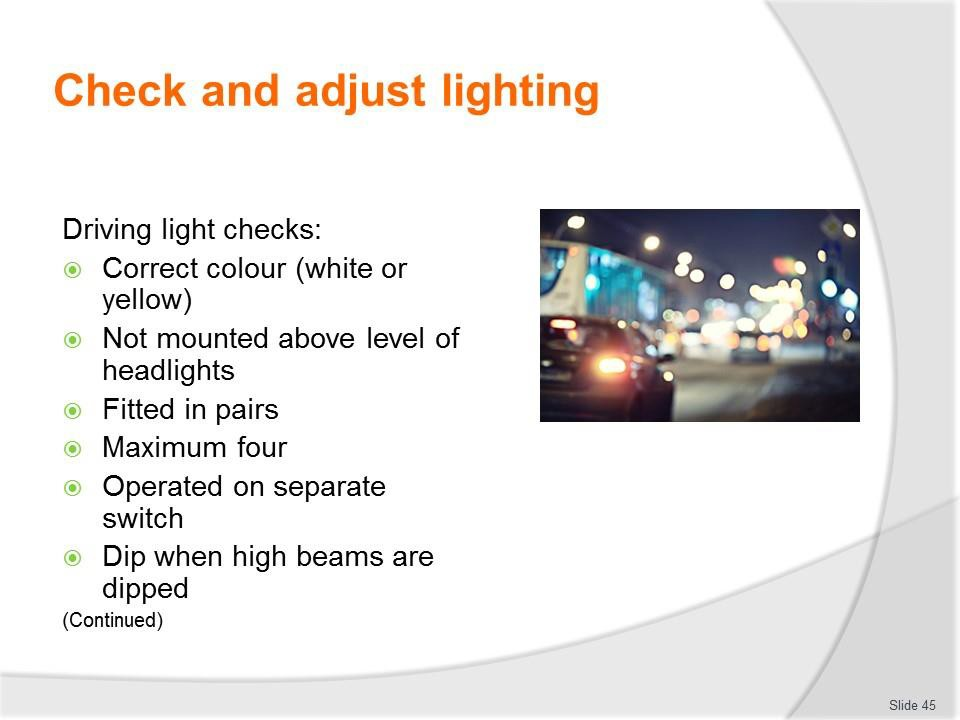 Check and adjust lighting
Driving light checks:
Correct colour (white or
yellow)
Not mounted above level of
headlights
Fitted in pairs
Maximum four
Operated on separate
switch
Dip when high beams are
dipped
(Continued)
Slide 45